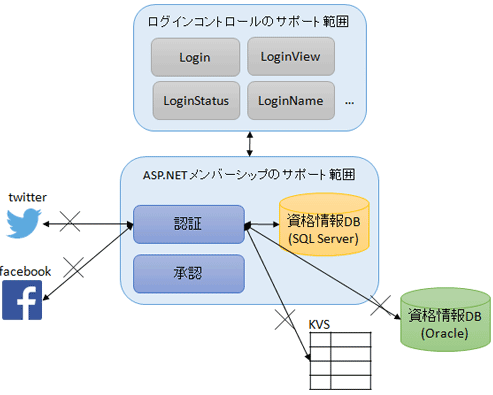 ログインコントロールのサポート範囲
Login
LoginView
LoginStatus
LoginName
...
ASP.NETメンバーシップのサポート範囲
twitter
認証
資格情報DB
(SQL Server)
facebook
承認
資格情報DB
(Oracle)
KVS